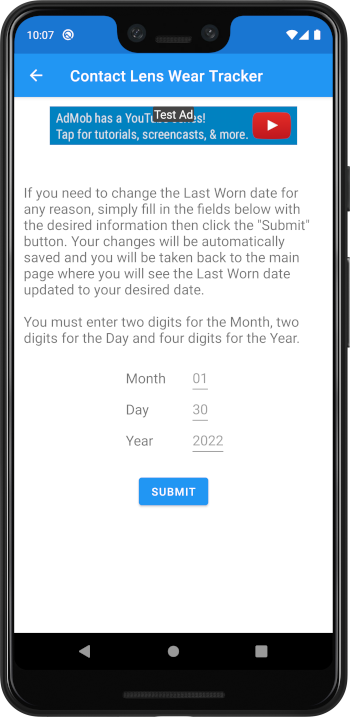 10:07
Contact Lens Wear Tracker
AdMob has a YouTube
Test Ad
Tap for tutorials, screencasts, & more.
If you need to change the Last Worn date for
any reason, simply fill in the fields below with
the desired information then click the "Submit"
button. Your changes will be automatically
saved and you will be taken back to the main
page where you will see the Last Worn date
updated to your desired date.
You must enter two digits for the Month, two
digits for the Day and four digits for the Year.
Month 01
Day 30
Year 2022
SUBMIT